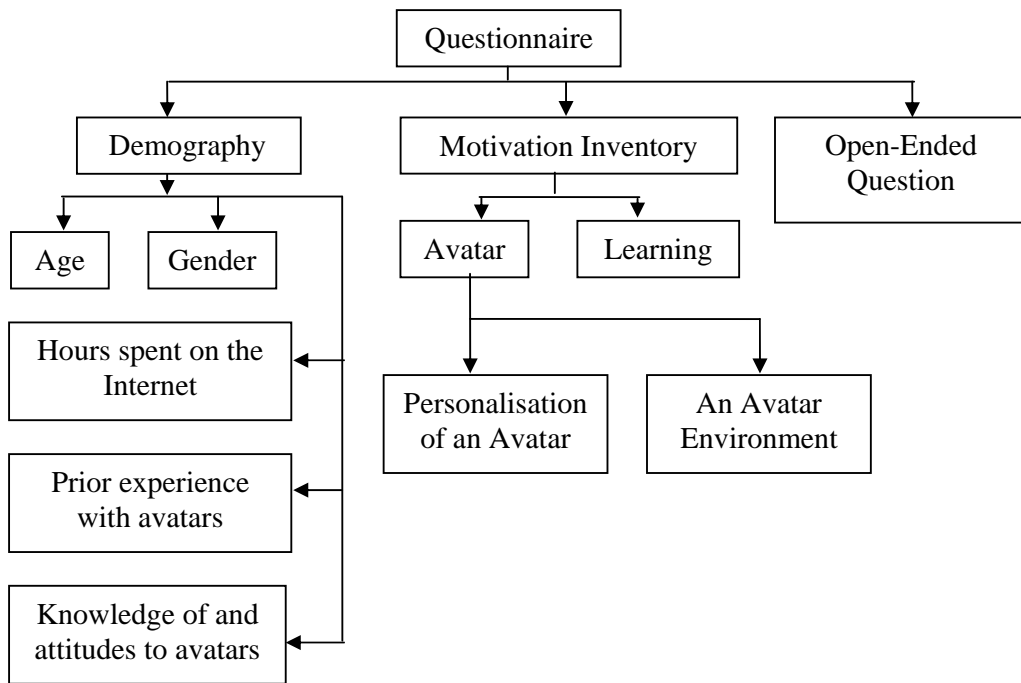 Questionnaire
Demography
Motivation Inventory
Open-Ended
Question
Age
Gender
Avatar
Learning
Hours spent on the
Internet
Personalisation
of an Avatar
An Avatar
Environment
Prior experience
with avatars
Knowledge of and
attitudes to avatars